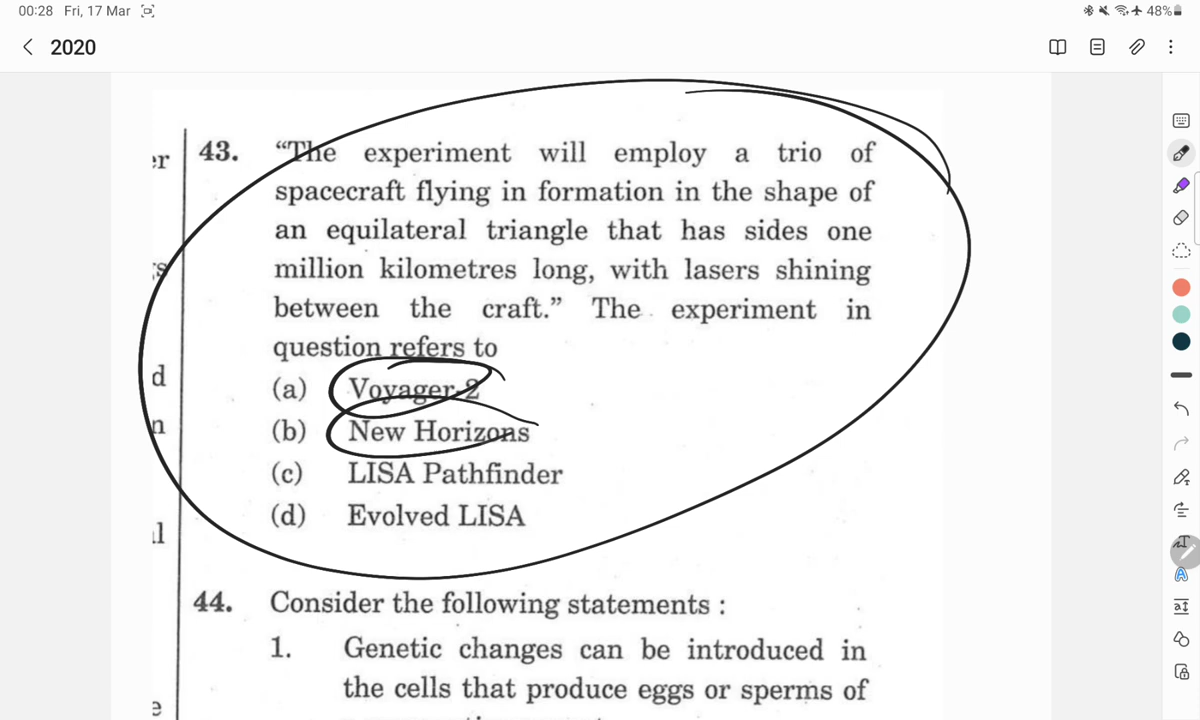 00:28 Fri, 17 Mar
48%
2020
er
43. “The experiment will employ a trio of
spacecraft flying in formation in the shape of
an equilateral triangle that has sides one
million kilometres long, with lasers shining
between the craft.” The experiment in
question refers to
(a) Voyager-2
(b) New Horizons
(c) LISA Pathfinder
(d) Evolved LISA
d
n
44. Consider the following statements :
1. Genetic changes can be introduced in
the cells that produce eggs or sperms of
e